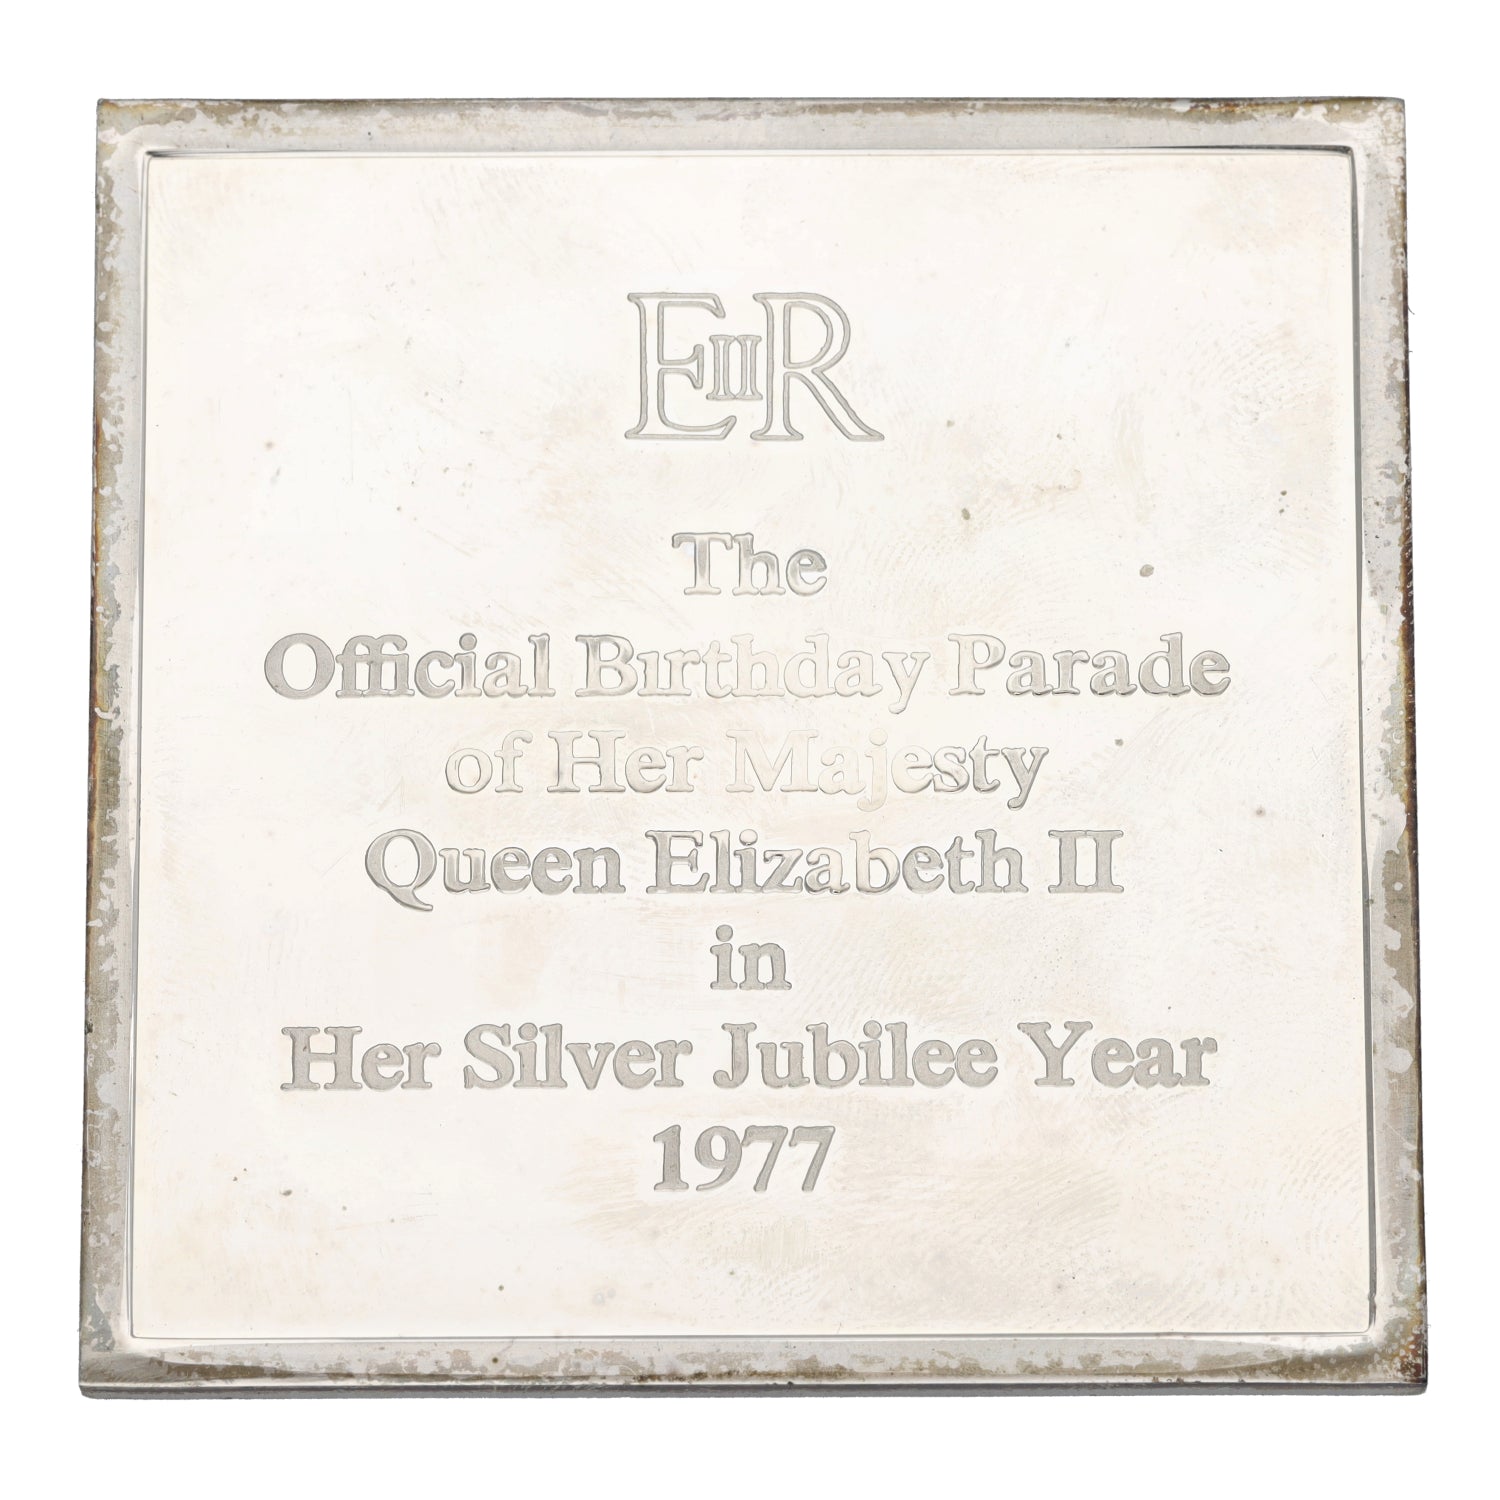 EIIR
The
Official Birthday Parade
of Her Majesty
Queen Elizabeth II
in
Her Silver Jubilee Year
1977